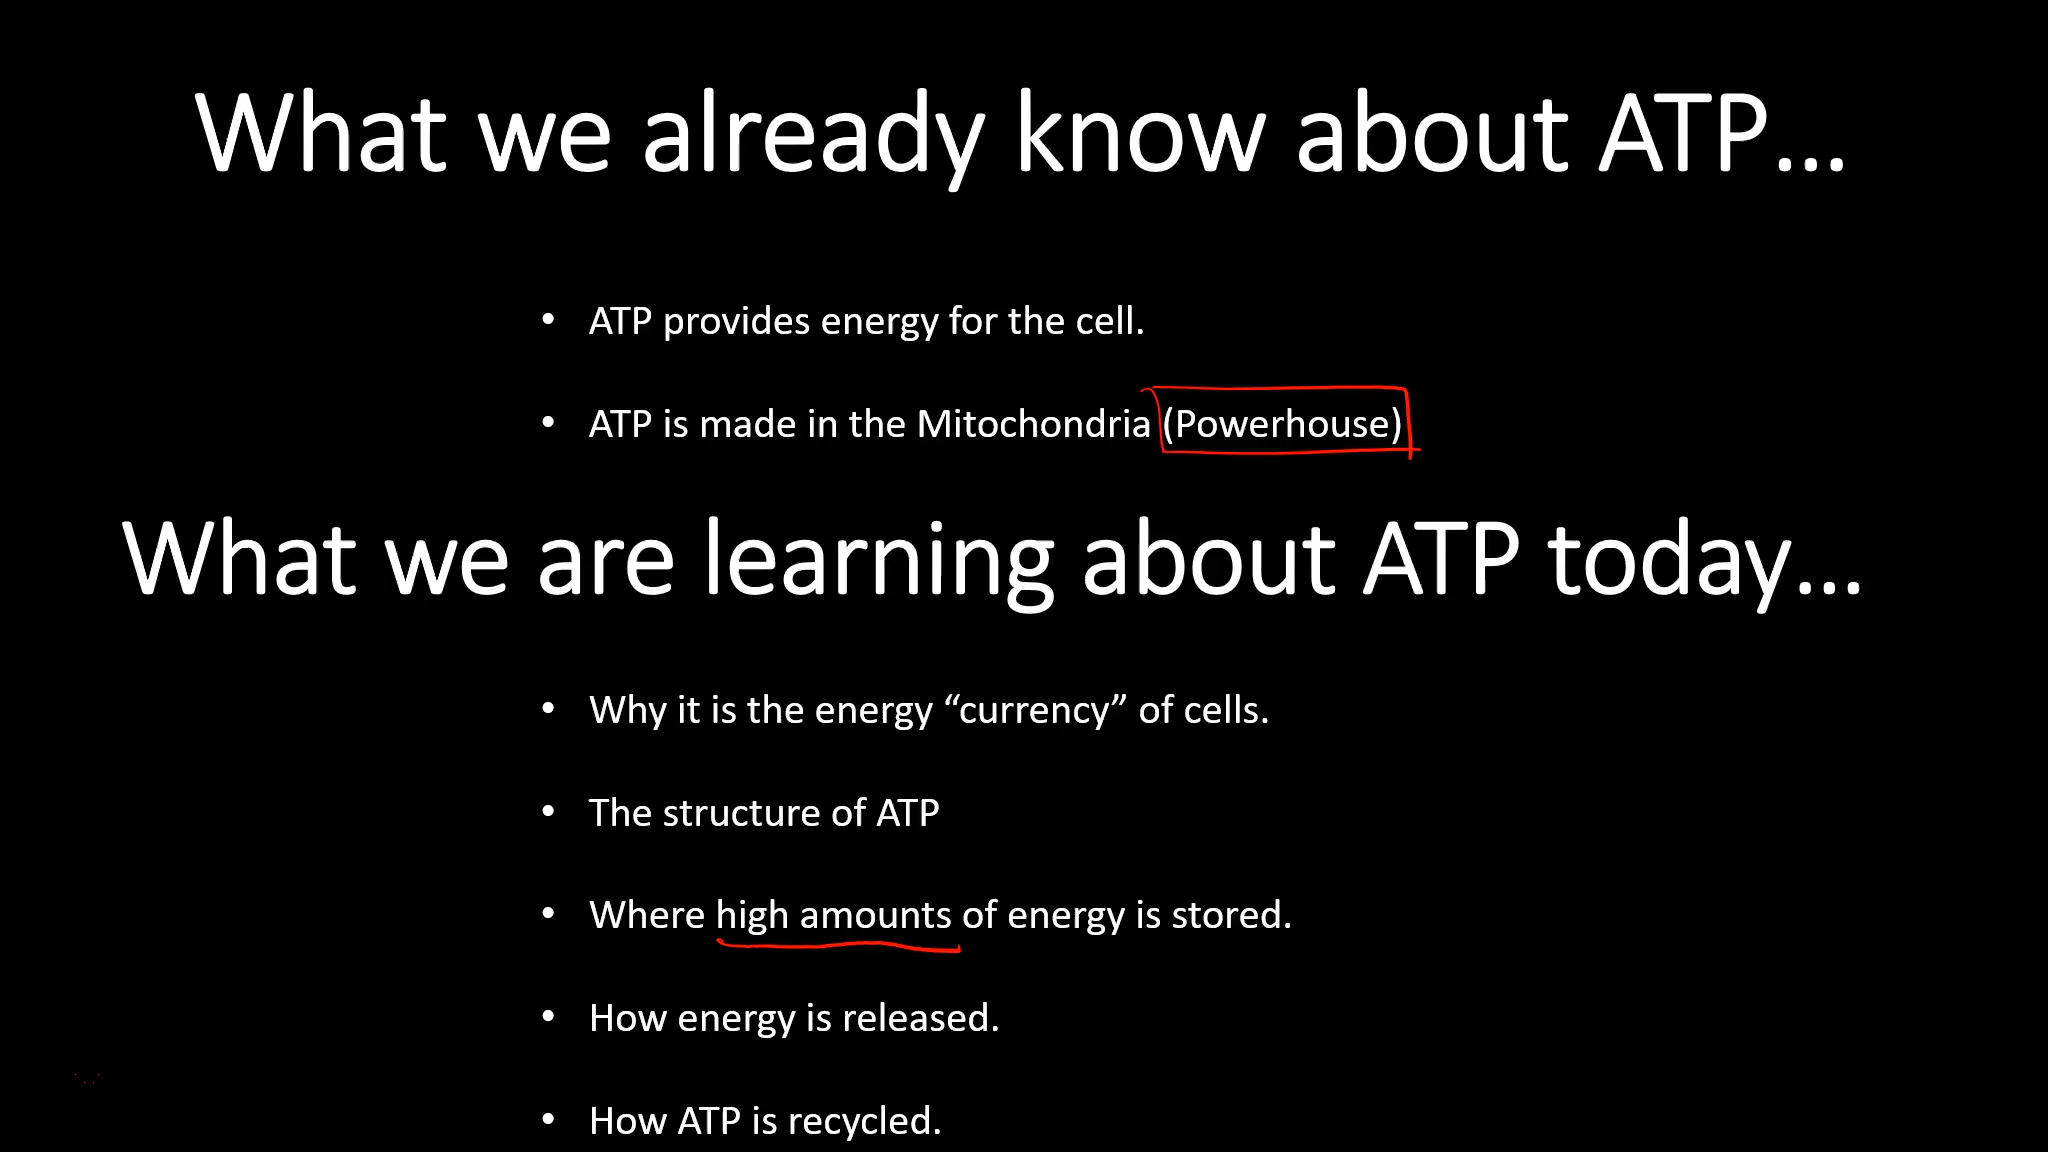 What we already know about ATP...
• ATP provides energy for the cell.
• ATP is made in the Mitochondria (Powerhouse)
What we are learning about ATP today...
• Why it is the energy “currency” of cells.
• The structure of ATP
• Where high amounts of energy is stored.
• How energy is released.
• How ATP is recycled.